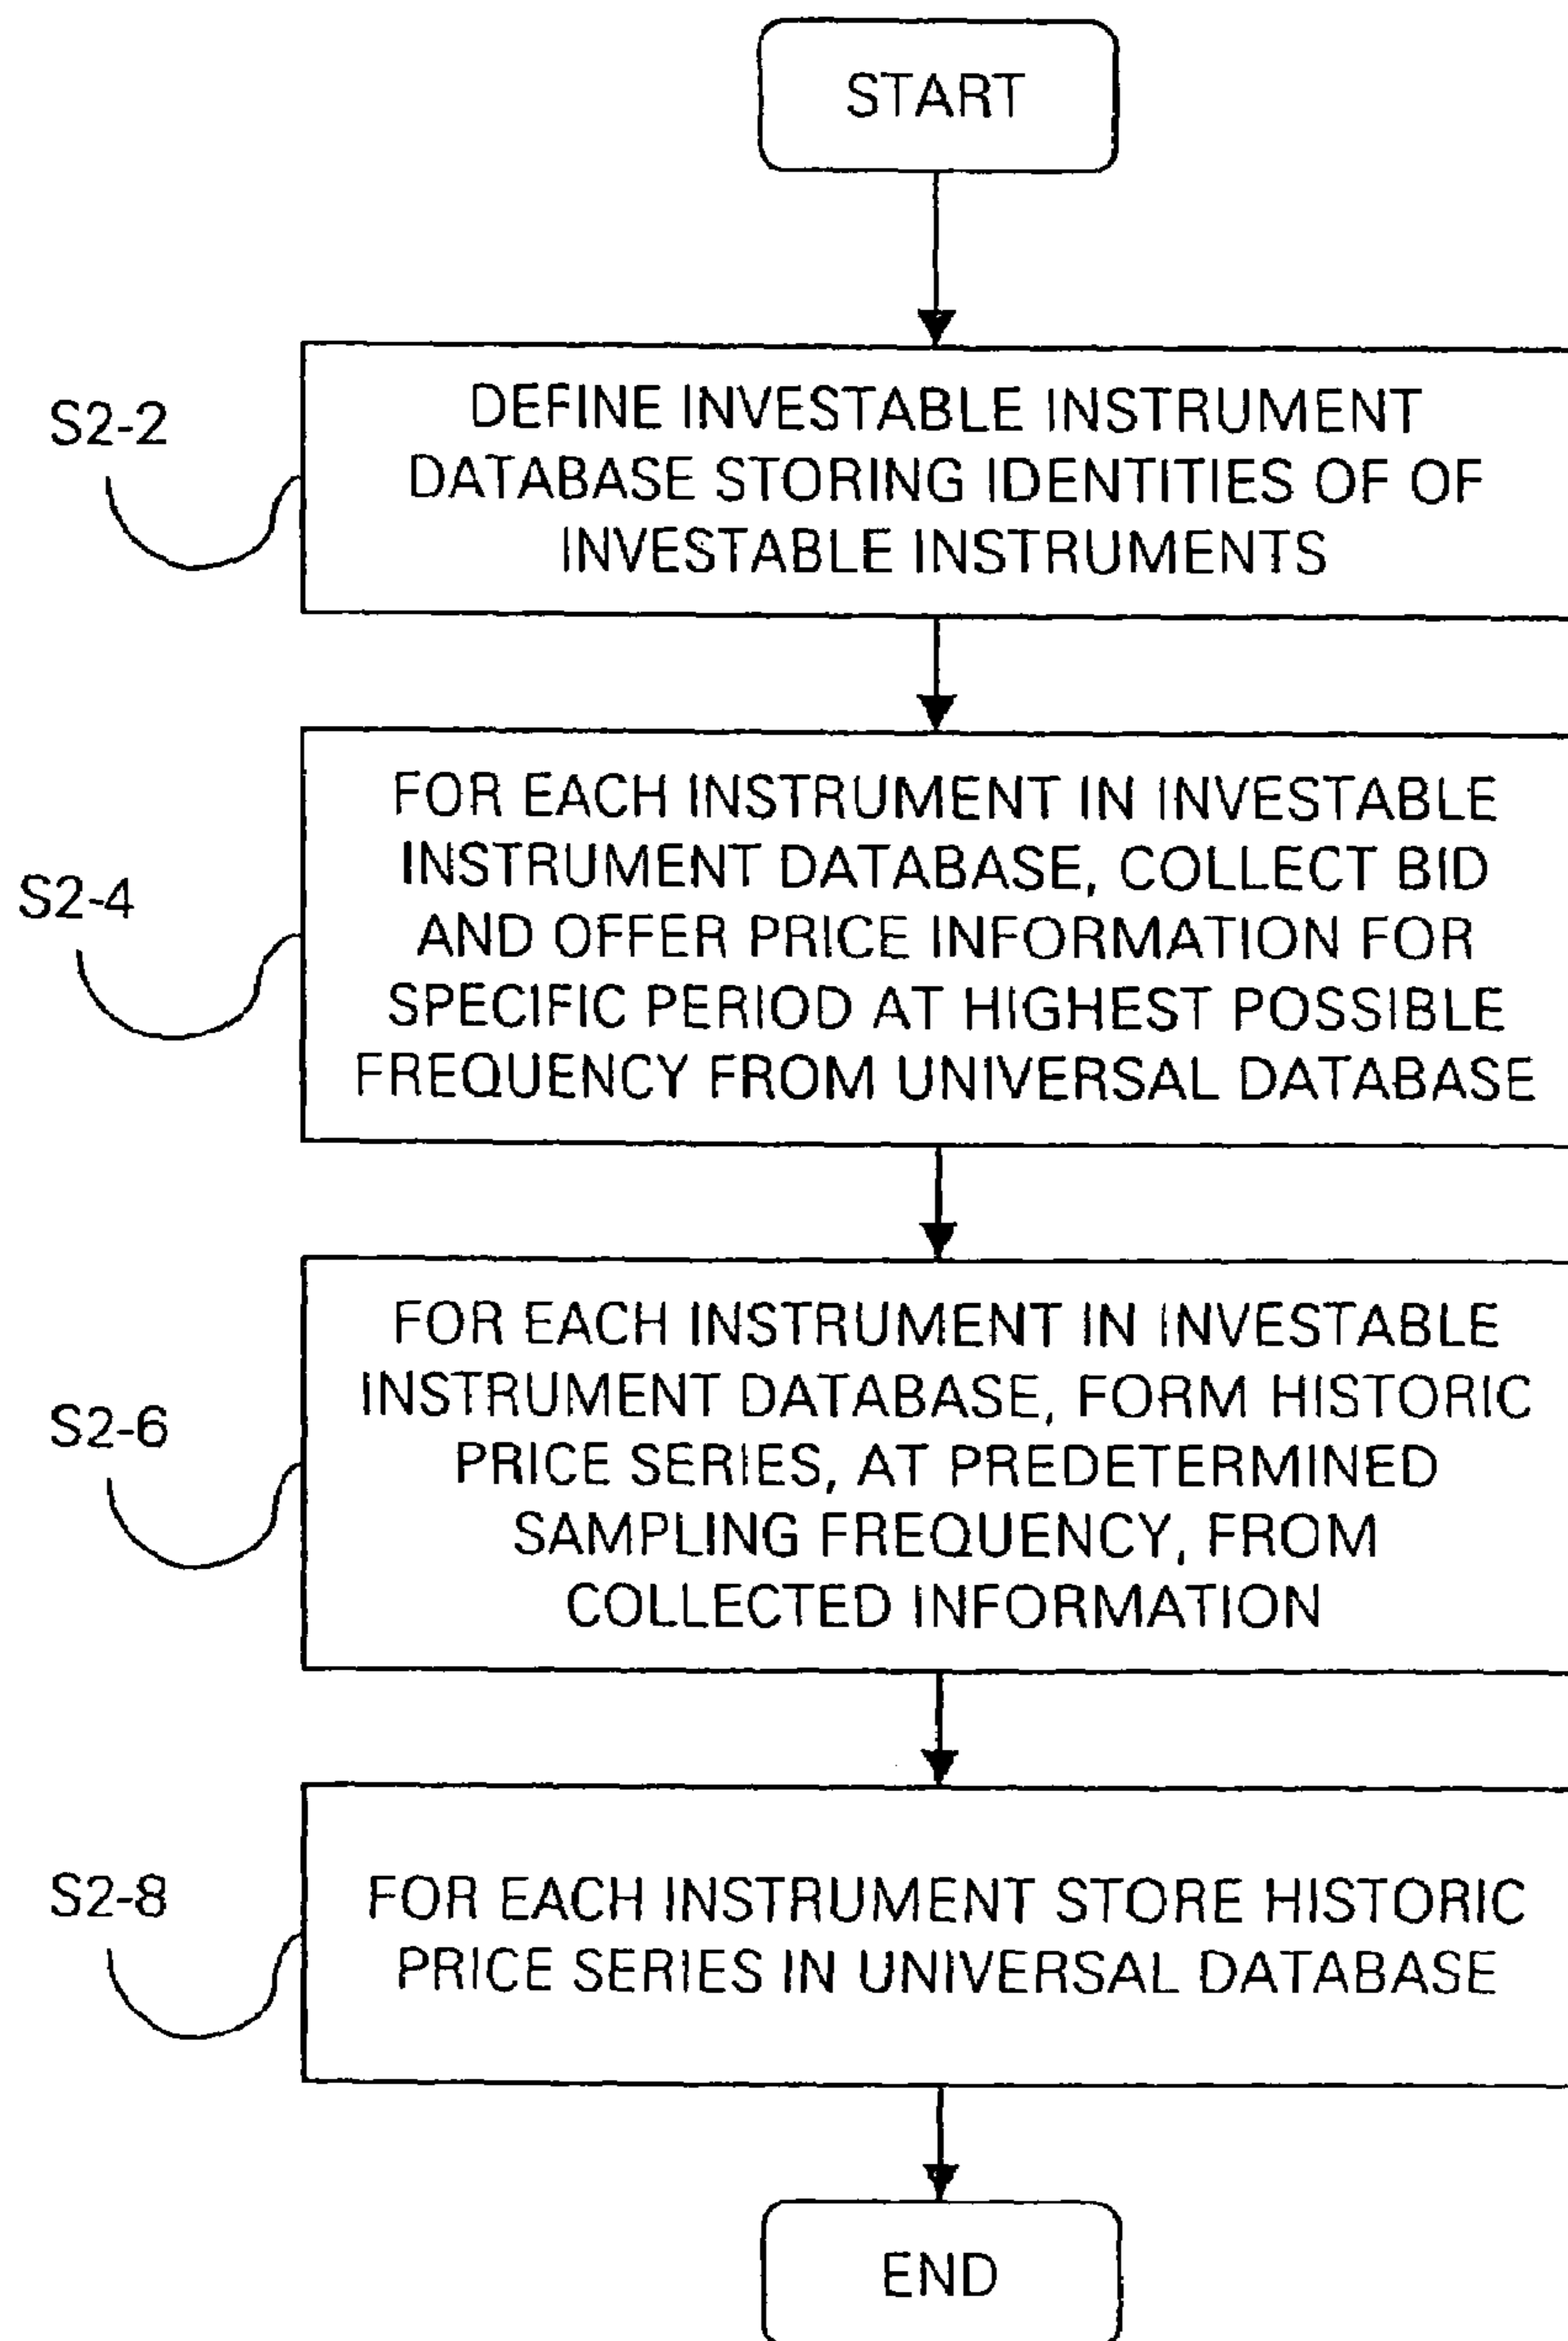 START
S2-2
DEFINE INVESTABLE INSTRUMENT
DATABASE STORING IDENTITIES OF OF
INVESTABLE INSTRUMENTS
S2-4
FOR EACH INSTRUMENT IN INVESTABLE
INSTRUMENT DATABASE, COLLECT BID
AND OFFER PRICE INFORMATION FOR
SPECIFIC PERIOD AT HIGHEST POSSIBLE
FREQUENCY FROM UNIVERSAL DATABASE
S2-6
FOR EACH INSTRUMENT IN INVESTABLE
INSTRUMENT DATABASE, FORM HISTORIC
PRICE SERIES, AT PREDETERMINED
SAMPLING FREQUENCY, FROM
COLLECTED INFORMATION
S2-8
FOR EACH INSTRUMENT STORE HISTORIC
PRICE SERIES IN UNIVERSAL DATABASE
END